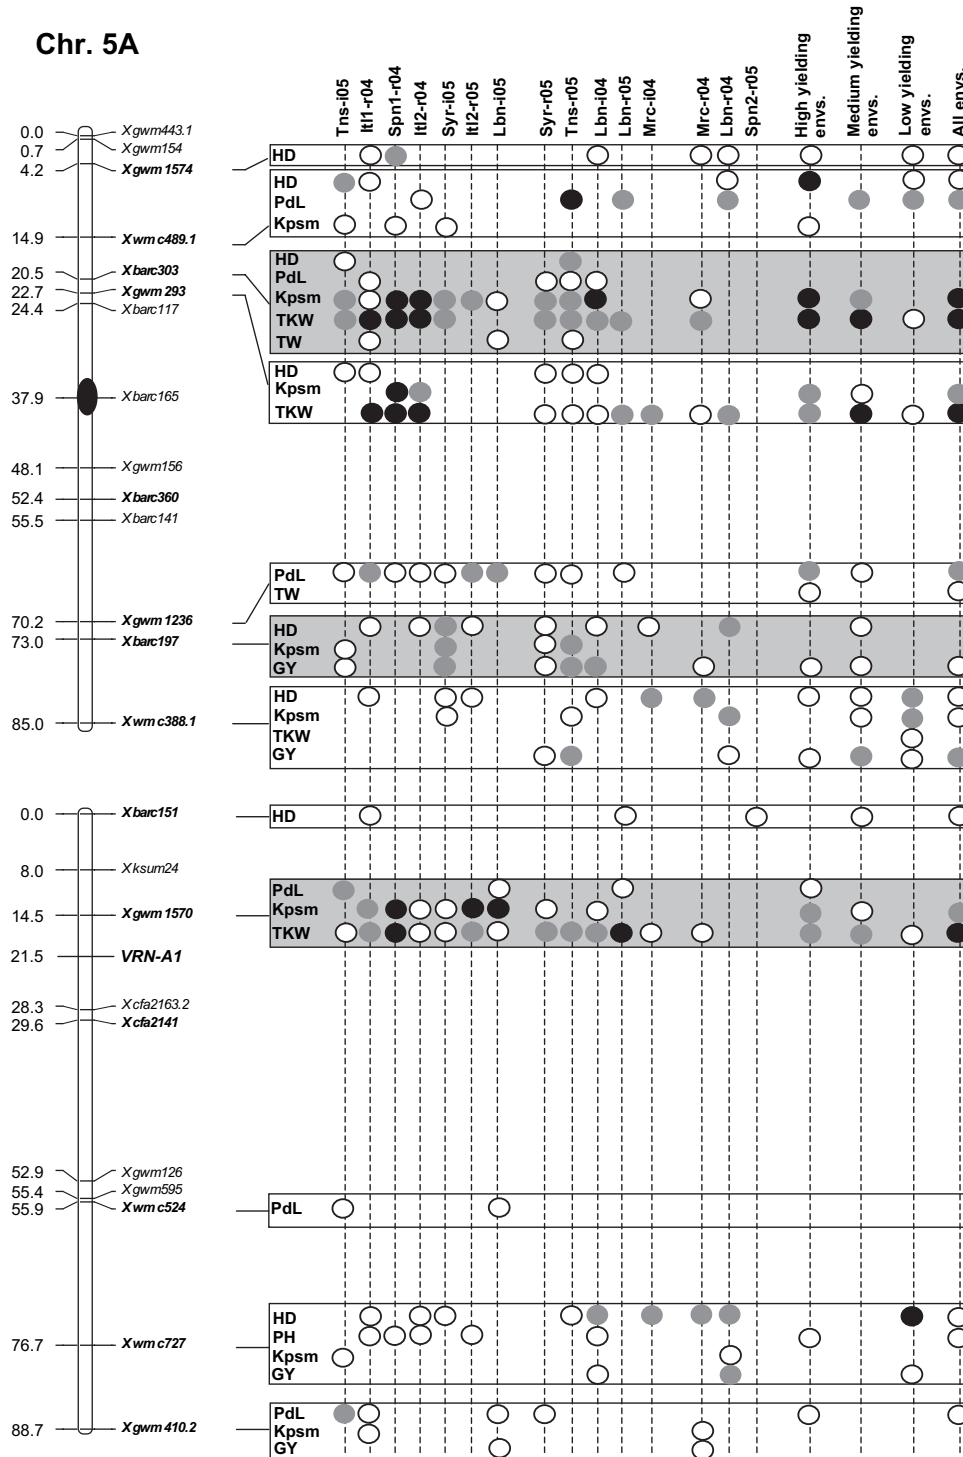 Chr. 5A
Tns-i05
Itl1-r04
Spn1-r04
Itl2-r04
Syr-i05
Itl2-r05
Lbn-i05
Syr-r05
Tns-r05
Lbn-i04
Lbn-r05
Mrc-i04
Mrc-r04
Lbn-r04
Spn2-r05
High yielding envs.
Medium yielding envs.
Low yielding envs.
All envs.
0.0 Xgwm443.1
0.7 Xgwm154
4.2 Xgwm1574
14.9 Xwmc489.1
20.5 Xbarc303
22.7 Xgwm293
24.4 Xbarc117
37.9 Xbarc165
48.1 Xgwm156
52.4 Xbarc360
55.5 Xbarc141
70.2 Xgwm1236
73.0 Xbarc197
85.0 Xwmc388.1
HD
HD
PdL
Kpsm
HD
PdL
Kpsm
TKW
TW
HD
Kpsm
TKW
PdL
TW
HD
Kpsm
GY
HD
Kpsm
TKW
GY
0.0 Xbarc151
8.0 Xksum24
14.5 Xgwm1570
21.5 VRN-A1
28.3 Xcfa2163.2
29.6 Xcfa2141
52.9 Xgwm126
55.4 Xgwm595
55.9 Xwmc524
76.7 Xwmc727
88.7 Xgwm410.2
HD
PdL
Kpsm
TKW
PdL
HD
PH
Kpsm
GY
PdL
Kpsm
GY